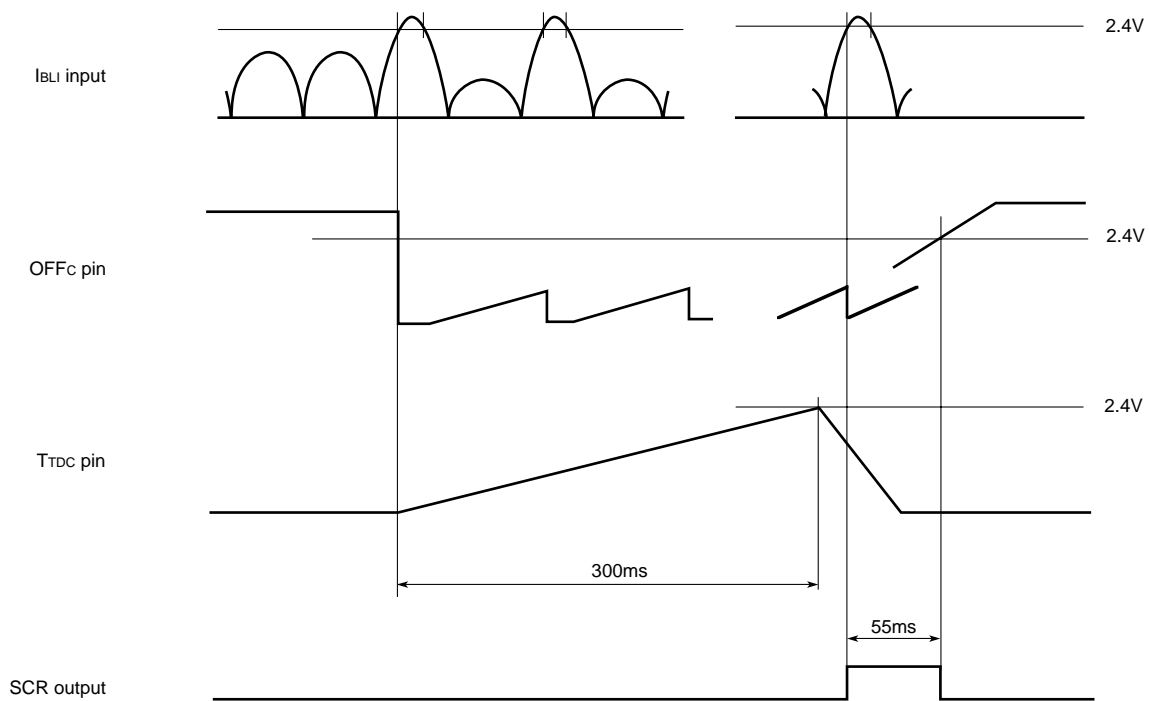 2.4V
IBLI input
2.4V
OFFC pin
2.4V
TTDC pin
300ms
55ms
SCR output